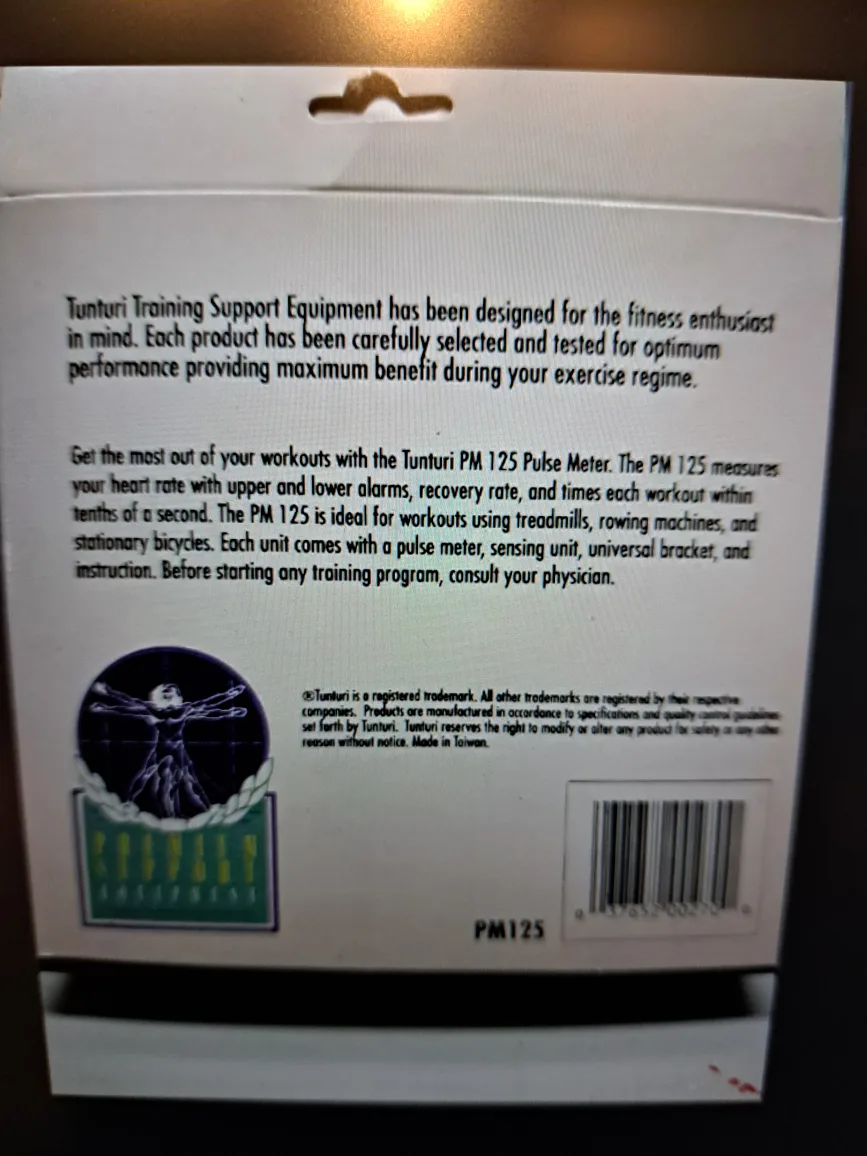 Tunturi Training Support Equipment has been designed for the fitness enthusiast
in mind. Each product has been carefully selected and tested for optimum
performance providing maximum benefit during your exercise regime.
Get the most out of your workouts with the Tunturi PM 125 Pulse Meter. The PM 125 measures
your heart rate with upper and lower alarms, recovery rate, and times each workout within
tenths of a second. The PM 125 is ideal for workouts using treadmills, rowing machines, and
stationary bicycles. Each unit comes with a pulse meter, sensing unit, universal bracket, and
instruction. Before starting any training program, consult your physician.
®Tunturi is a registered trademark. All other trademarks are registered by their respective
companies. Products are manufactured in accordance to specifications and quality control guidelines
set forth by Tunturi. Tunturi reserves the right to modify or alter any product for safety or any other
reason without notice. Made in Taiwan.
PM125